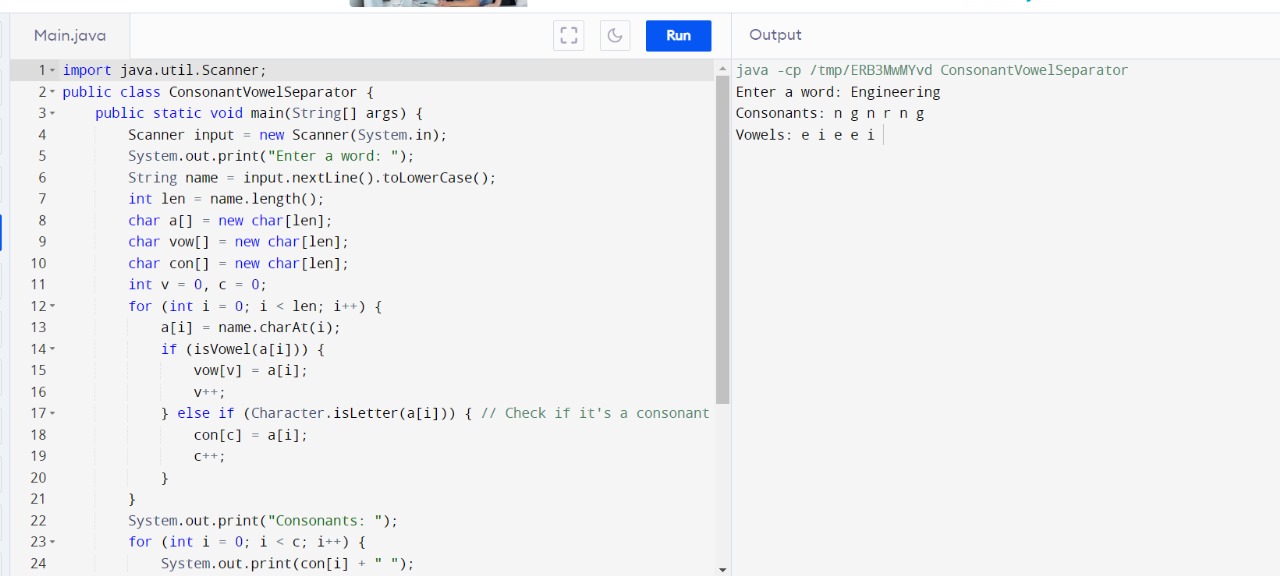 Main.java
Run
Output
1 import java.util.Scanner;
2 public class ConsonantVowelSeparator {
3     public static void main(String[] args) {
4         Scanner input = new Scanner(System.in);
5         System.out.print("Enter a word: ");
6         String name = input.nextLine().toLowerCase();
7         int len = name.length();
8         char a[] = new char[len];
9         char vow[] = new char[len];
10         char con[] = new char[len];
11         int v = 0, c = 0;
12         for (int i = 0; i < len; i++) {
13             a[i] = name.charAt(i);
14             if (isVowel(a[i])) {
15                 vow[v] = a[i];
16                 v++;
17             } else if (Character.isLetter(a[i])) { // Check if it's a consonant
18                 con[c] = a[i];
19                 c++;
20             }
21         }
22         System.out.print("Consonants: ");
23         for (int i = 0; i < c; i++) {
24             System.out.print(con[i] + " ");
java -cp /tmp/ERB3MwMYvd ConsonantVowelSeparator
Enter a word: Engineering
Consonants: n g n r n g
Vowels: e i e e i